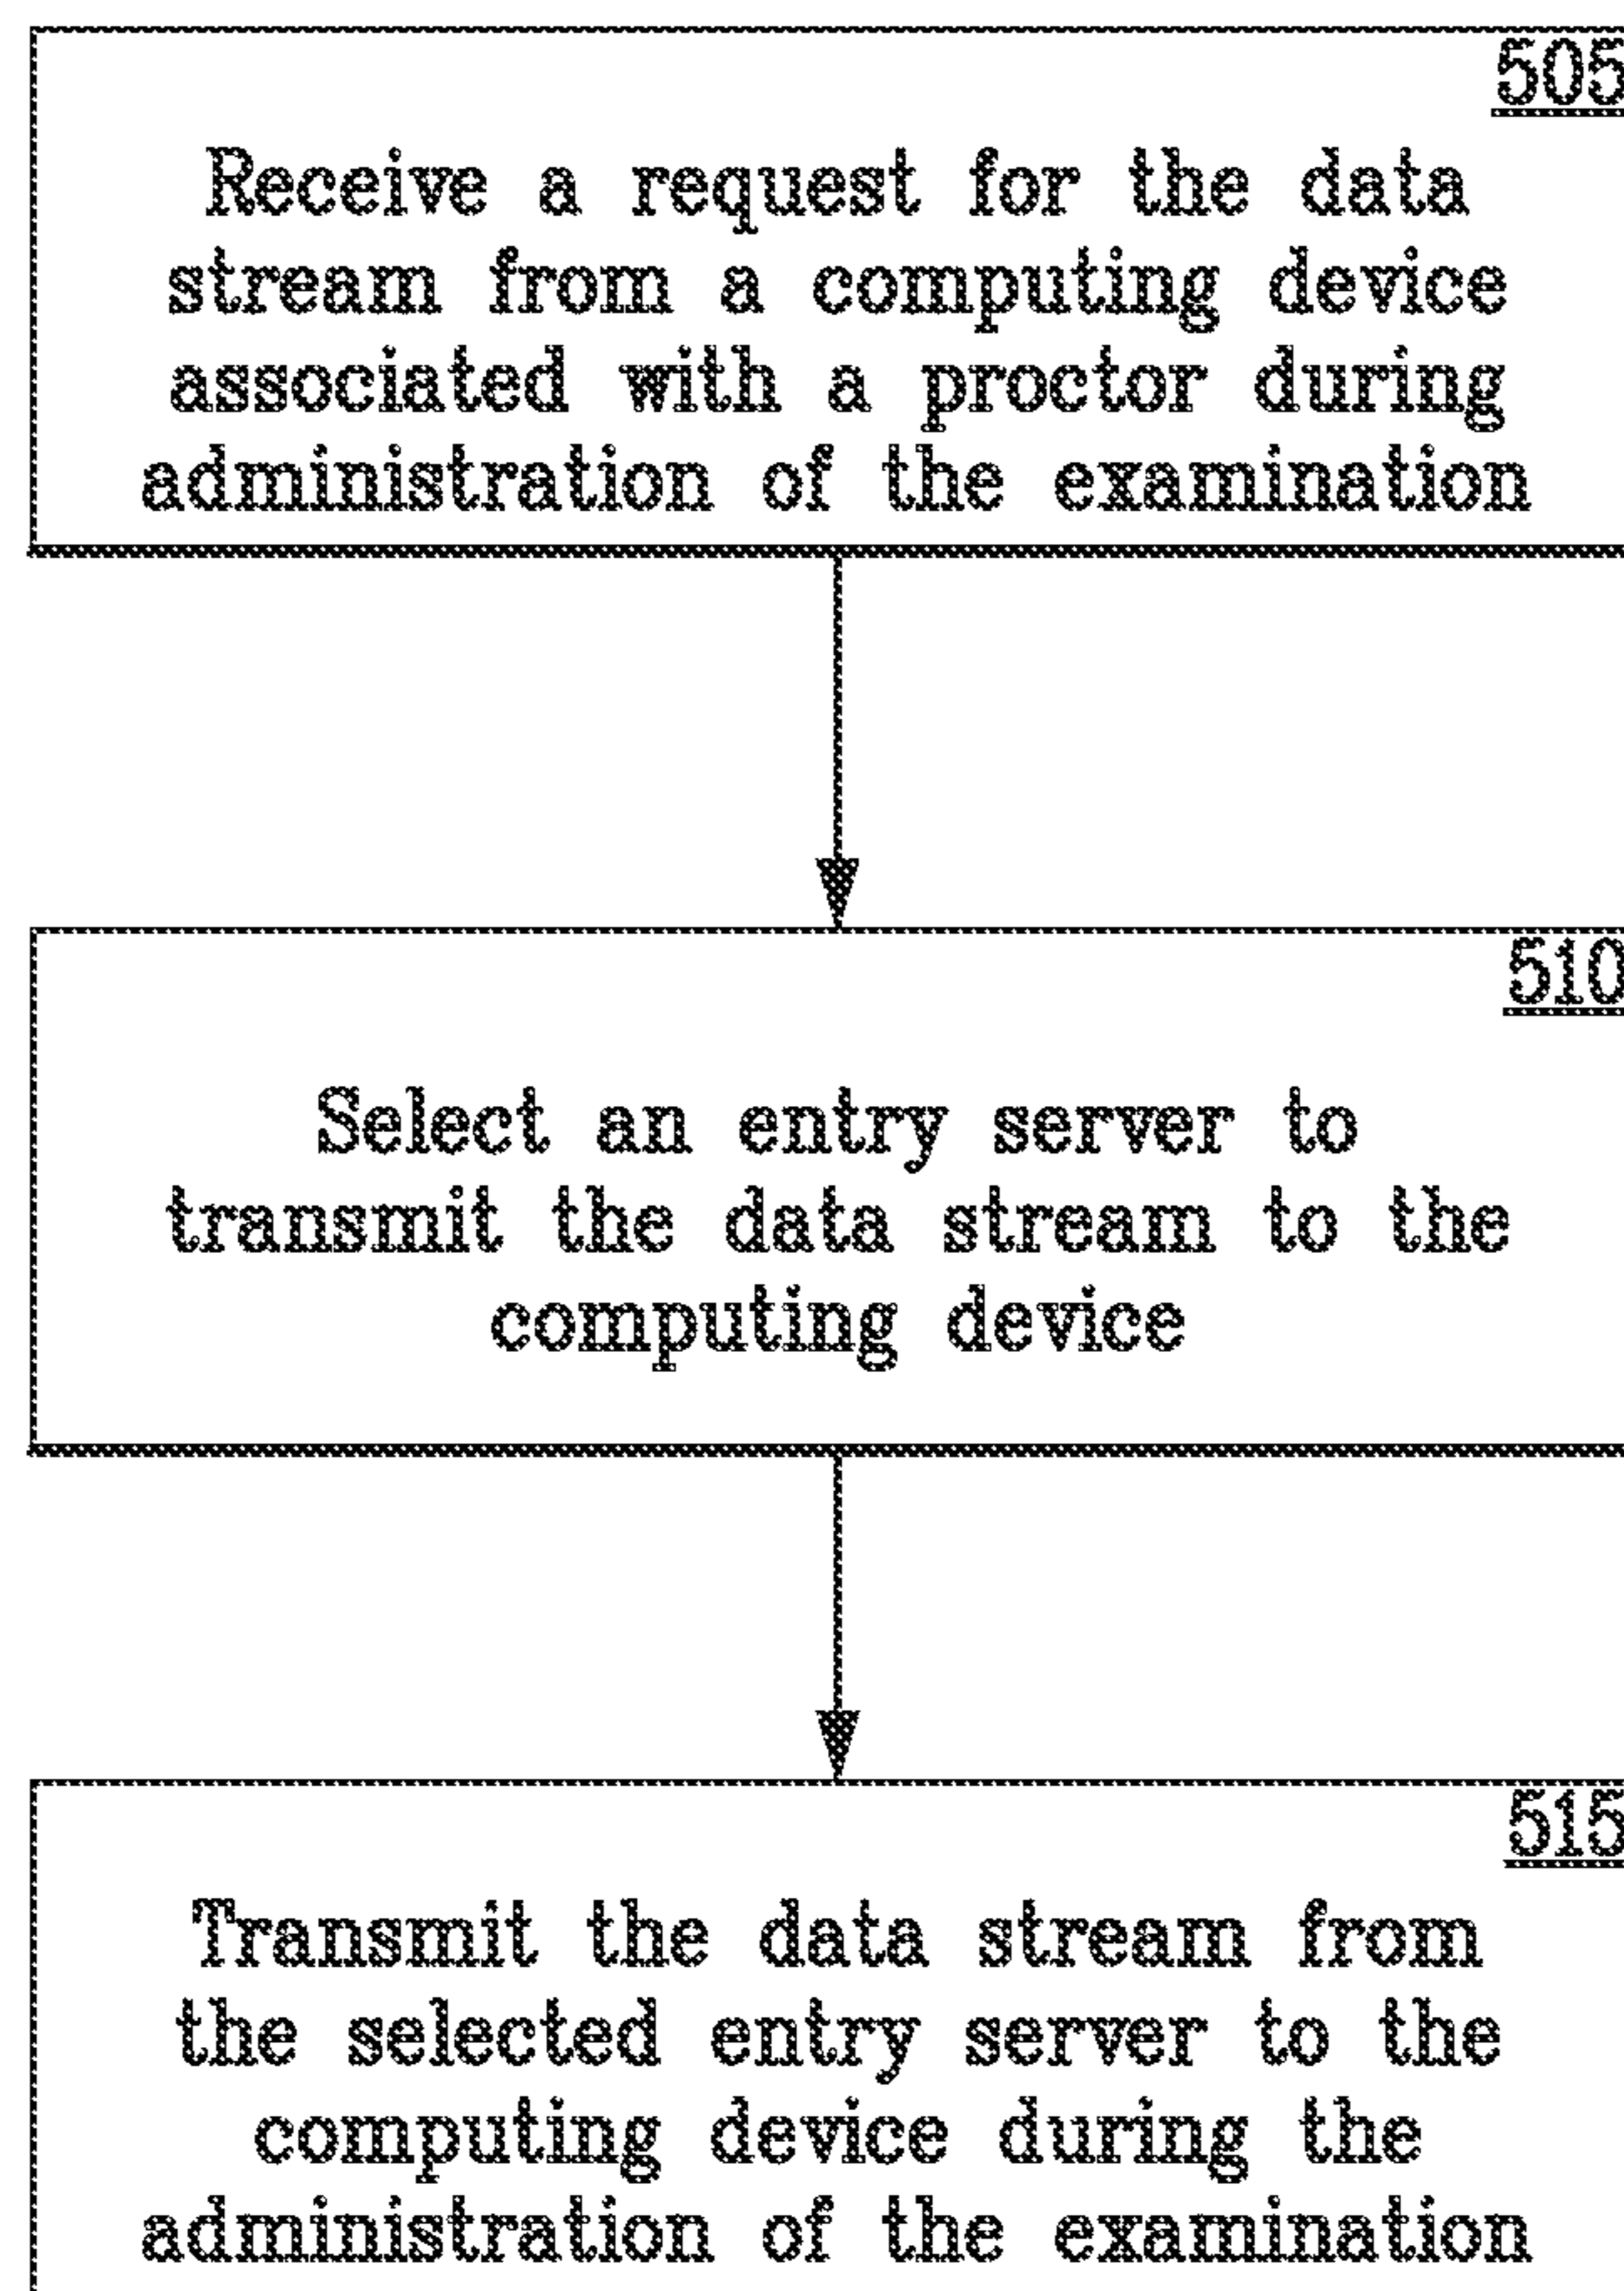 505
Receive a request for the data
stream from a computing device
associated with a proctor during
administration of the examination
510
Select an entry server to
transmit the data stream to the
computing device
515
Transmit the data stream from
the selected entry server to the
computing device during the
administration of the examination